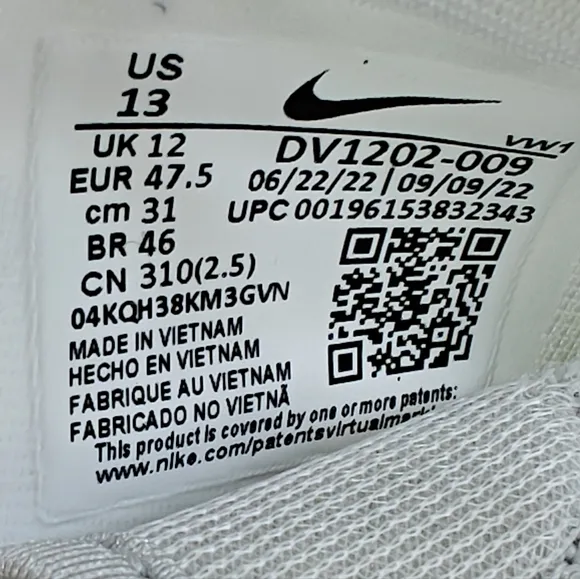 US
13
VW1
UK 12
DV1202-009
EUR 47.5
06/22/22 | 09/09/22
cm 31
UPC 00196153832343
BR 46
CN 310(2.5)
04KQH38KM3GVN
MADE IN VIETNAM
HECHO EN VIETNAM
FABRIQUE AU VIETNAM
FABRICADO NO VIETNÃ
This product is covered by one or more patents:
www.nike.com/patentsvirtualmark